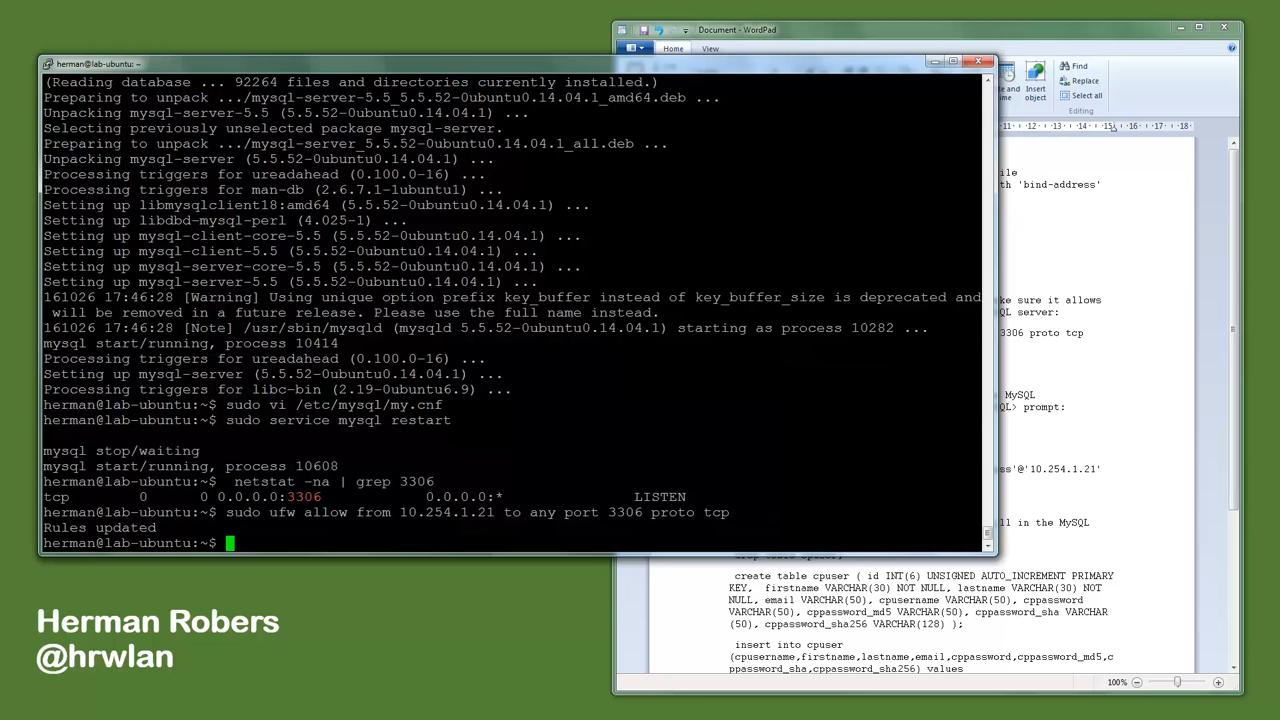 Document - WordPad
Home View
Find
Replace
Select all
Insert
object
Editing
11 12 13 14 15 16 17 18
herman@lab-ubuntu: ~
(Reading database ... 92264 files and directories currently installed.)
Preparing to unpack .../mysql-server-5.5_5.5.52-0ubuntu0.14.04.1_amd64.deb ...
Unpacking mysql-server-5.5 (5.5.52-0ubuntu0.14.04.1) ...
Selecting previously unselected package mysql-server.
Preparing to unpack .../mysql-server_5.5.52-0ubuntu0.14.04.1_all.deb ...
Unpacking mysql-server (5.5.52-0ubuntu0.14.04.1) ...
Processing triggers for ureadahead (0.100.0-16) ...
Processing triggers for man-db (2.6.7.1-1ubuntu1) ...
Setting up libmysqlclient18:amd64 (5.5.52-0ubuntu0.14.04.1) ...
Setting up libdbd-mysql-perl (4.025-1) ...
Setting up mysql-client-core-5.5 (5.5.52-0ubuntu0.14.04.1) ...
Setting up mysql-client-5.5 (5.5.52-0ubuntu0.14.04.1) ...
Setting up mysql-server-core-5.5 (5.5.52-0ubuntu0.14.04.1) ...
Setting up mysql-server-5.5 (5.5.52-0ubuntu0.14.04.1) ...
161026 17:46:28 [Warning] Using unique option prefix key_buffer instead of key_buffer_size is deprecated and
will be removed in a future release. Please use the full name instead.
161026 17:46:28 [Note] /usr/sbin/mysqld (mysqld 5.5.52-0ubuntu0.14.04.1) starting as process 10282 ...
mysql start/running, process 10414
Processing triggers for ureadahead (0.100.0-16) ...
Setting up mysql-server (5.5.52-0ubuntu0.14.04.1) ...
Processing triggers for libc-bin (2.19-0ubuntu6.9) ...
herman@lab-ubuntu:~$ sudo vi /etc/mysql/my.cnf
herman@lab-ubuntu:~$ sudo service mysql restart
mysql stop/waiting
mysql start/running, process 10608
herman@lab-ubuntu:~$  netstat -na | grep 3306
tcp 0 0 0.0.0.0:3306 0.0.0.0:* LISTEN
herman@lab-ubuntu:~$ sudo ufw allow from 10.254.1.21 to any port 3306 proto tcp
Rules updated
herman@lab-ubuntu:~$
ile
th 'bind-address'
ke sure it allows
QL server:
3306 proto tcp
MySQL
QL> prompt:
ss'@'10.254.1.21'
ll in the MySQL
create table cpuser ( id INT(6) UNSIGNED AUTO_INCREMENT PRIMARY
KEY,  firstname VARCHAR(30) NOT NULL, lastname VARCHAR(30) NOT
NULL, email VARCHAR(50), cpusername VARCHAR(50), cppassword
VARCHAR(50), cppassword_md5 VARCHAR(50), cppassword_sha VARCHAR
(50), cppassword_sha256 VARCHAR(128) );
insert into cpuser
(cpusername,firstname,lastname,email,cppassword,cppassword_md5,c
ppassword_sha,cppassword_sha256) values
100%
Herman Robers
@hrwlan